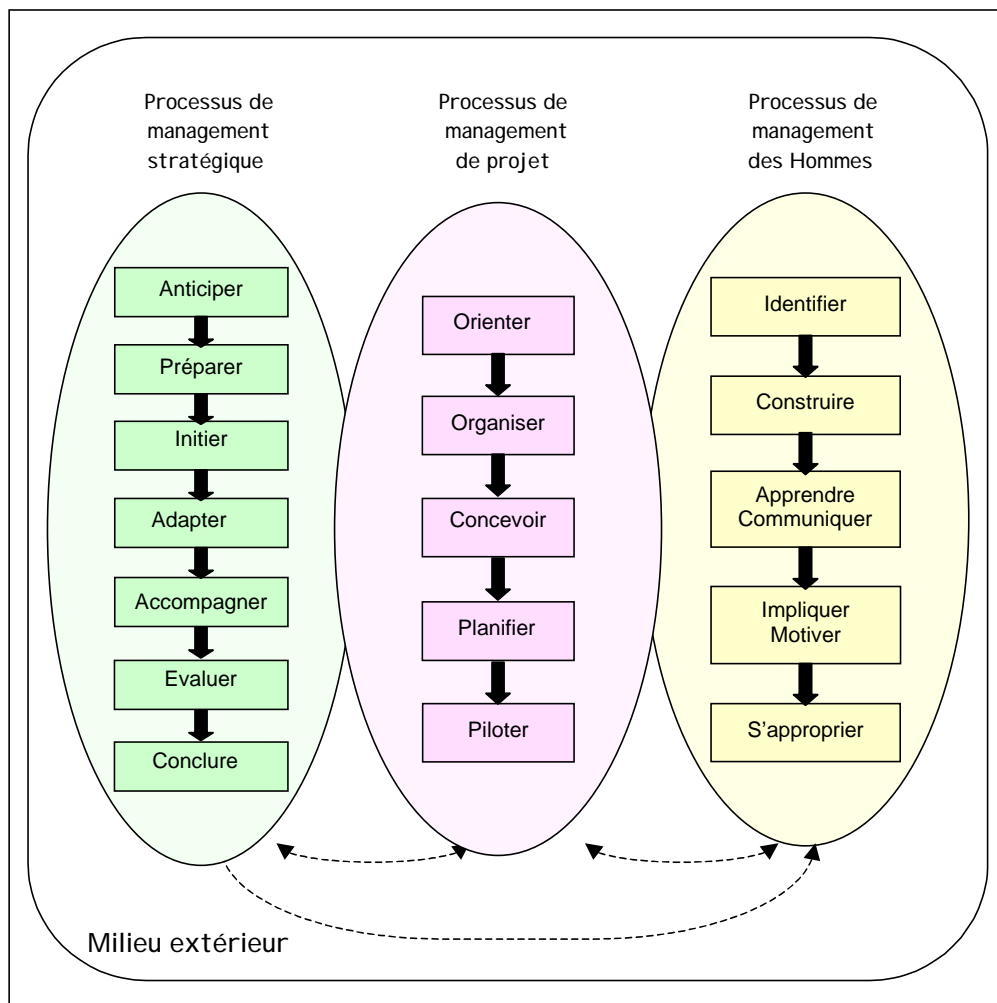 Processus de
management
stratégique
Processus de
management
de projet
Processus de
management
des Hommes
Anticiper
Préparer
Initier
Adapter
Accompagner
Evaluer
Conclure
Orienter
Organiser
Concevoir
Planifier
Piloter
Identifier
Construire
Apprendre
Communiquer
Impliquer
Motiver
S'approprier
Milieu extérieur